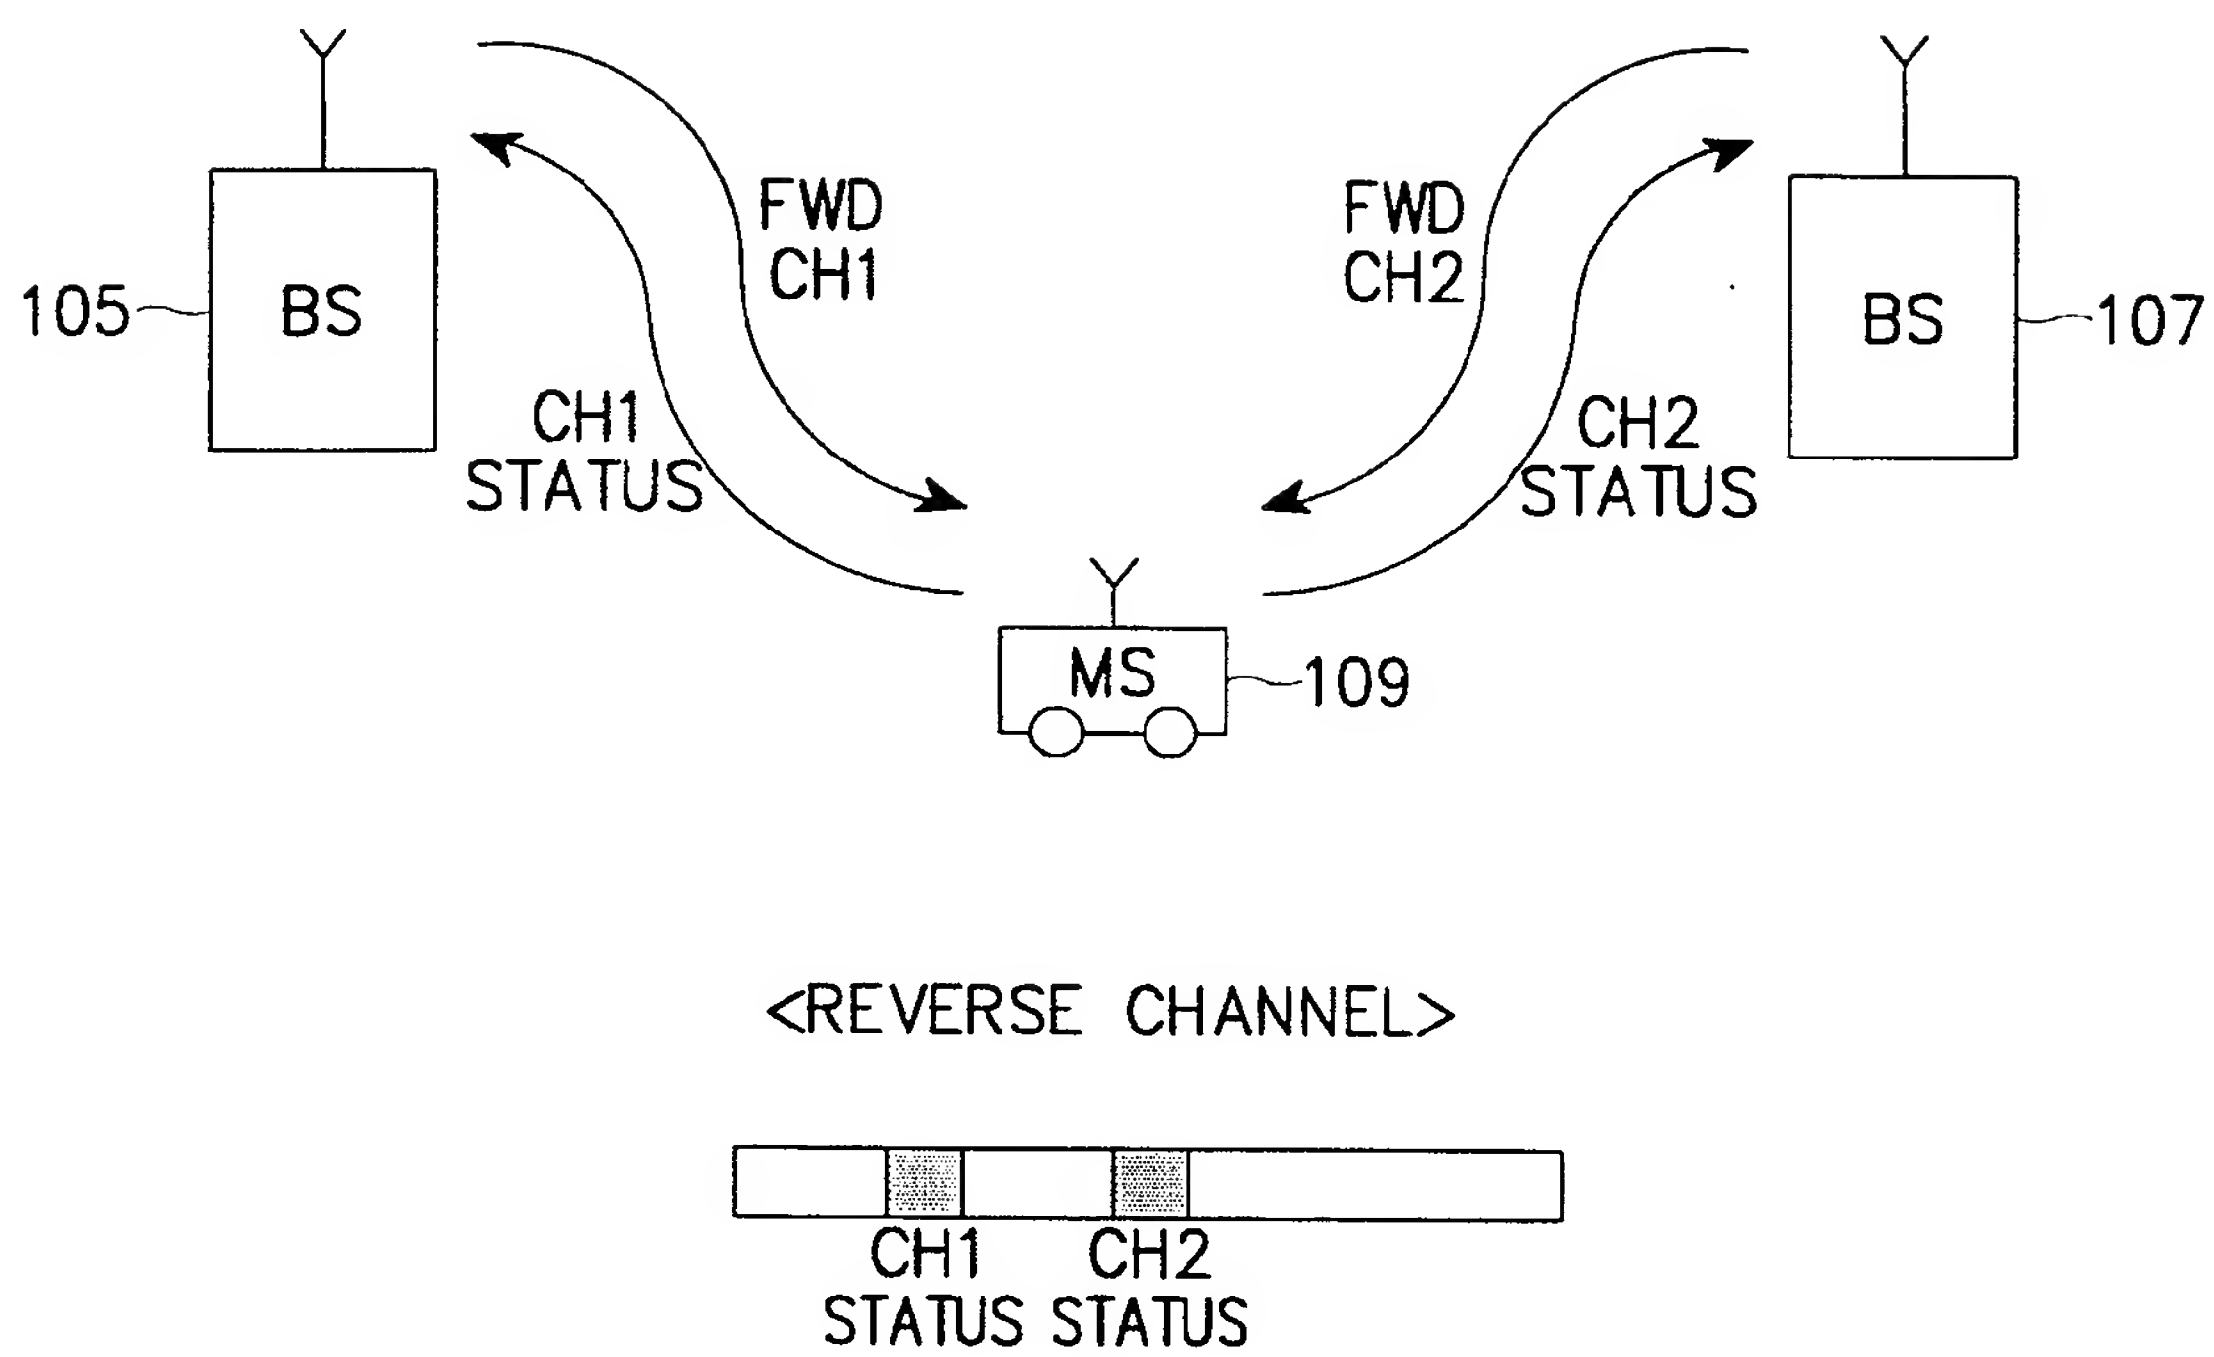 FWD
CH1
FWD
CH2
105
BS
BS
107
CH1
STATUS
CH2
STATUS
MS
109
<REVERSE CHANNEL>
CH1
STATUS
CH2
STATUS